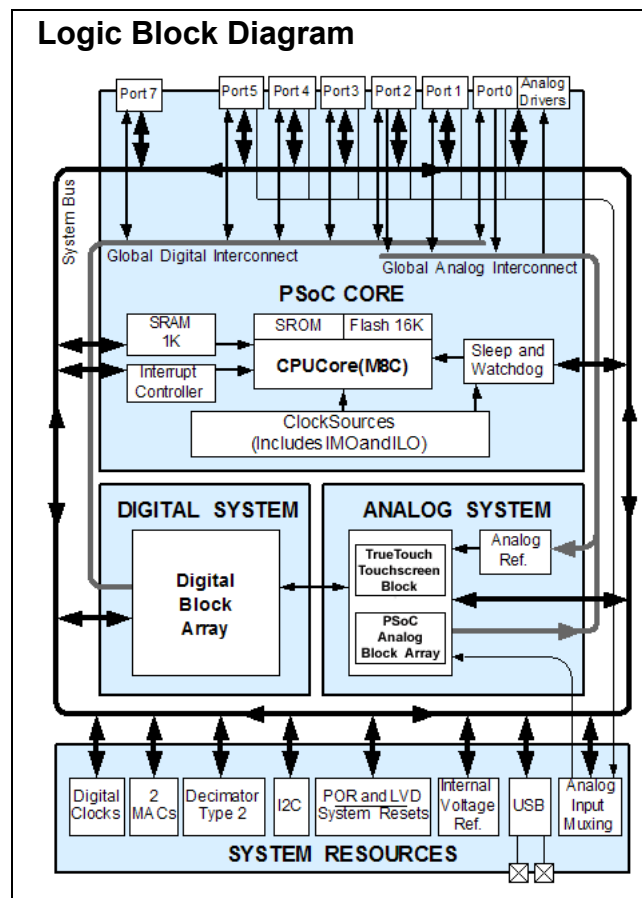 Logic Block Diagram
Port 7
Port 5
Port 4
Port 3
Port 2
Port 1
Port 0
Analog
Drivers
System Bus
Global Digital Interconnect
Global Analog Interconnect
PSoC CORE
SRAM
1K
SROM
Flash 16K
CPUCore(M8C)
Sleep and
Watchdog
Interrupt
Controller
ClockSources
(IncludesIMOandILO)
DIGITAL SYSTEM
Digital
Block
Array
ANALOG SYSTEM
TrueTouch
Touchscreen
Block
Analog
Ref.
PSoC
Analog
Block Array
Digital
Clocks
2
MACs
Decimator
Type 2
I2C
POR and LVD
System Resets
Internal
Voltage
Ref.
USB
Analog
Input
Muxing
SYSTEM RESOURCES